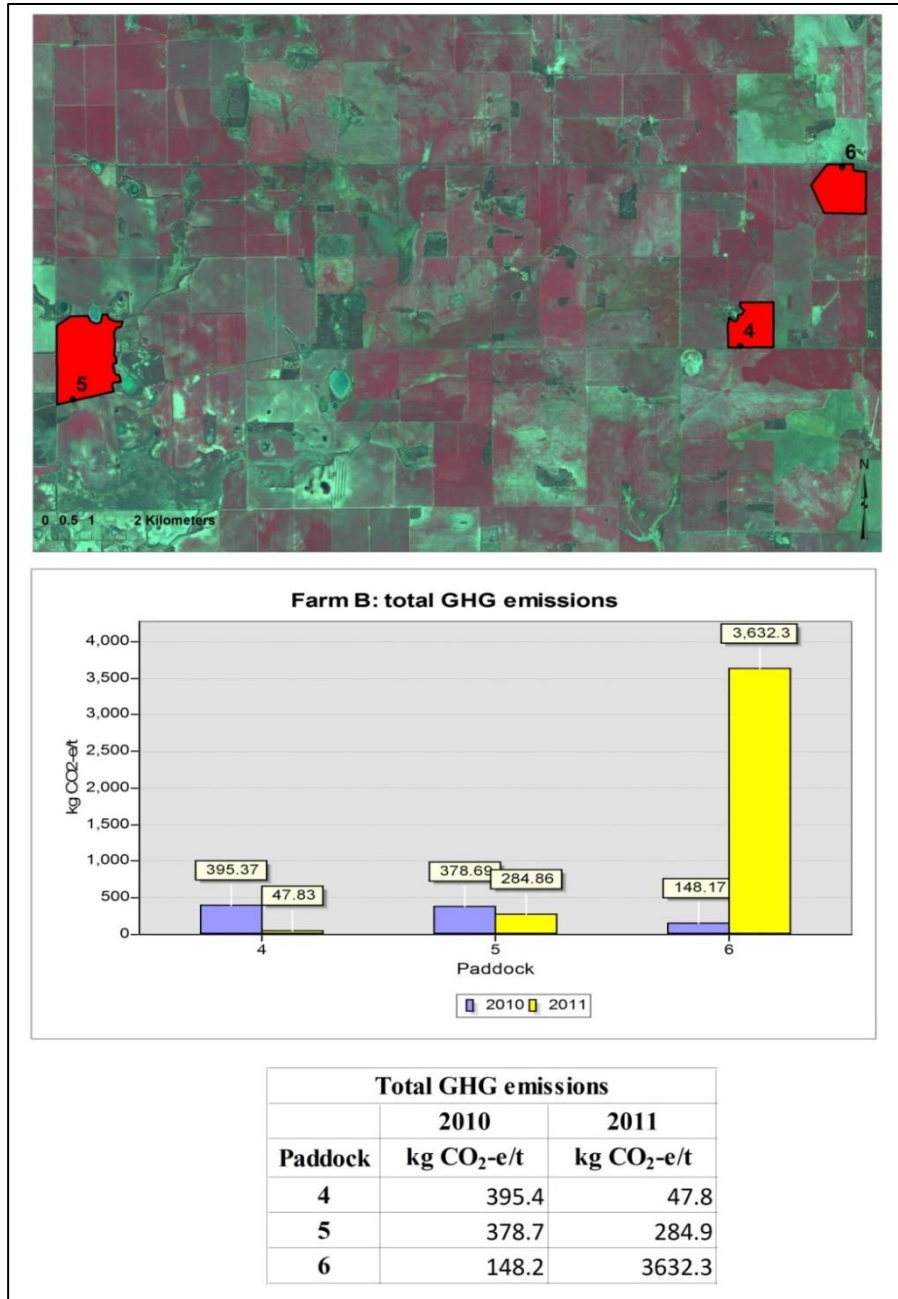 6
4
5
N
0 0.5 1 2 Kilometers
Farm B: total GHG emissions
kg CO2-e/t
4,000
3,500
3,000
2,500
2,000
1,500
1,000
500
0
395.37
47.83
378.69
284.86
148.17
3,632.3
4 5 6
Paddock
2010 2011
Total GHG emissions
2010 2011
Paddock kg CO₂-e/t kg CO₂-e/t
4 395.4 47.8
5 378.7 284.9
6 148.2 3632.3